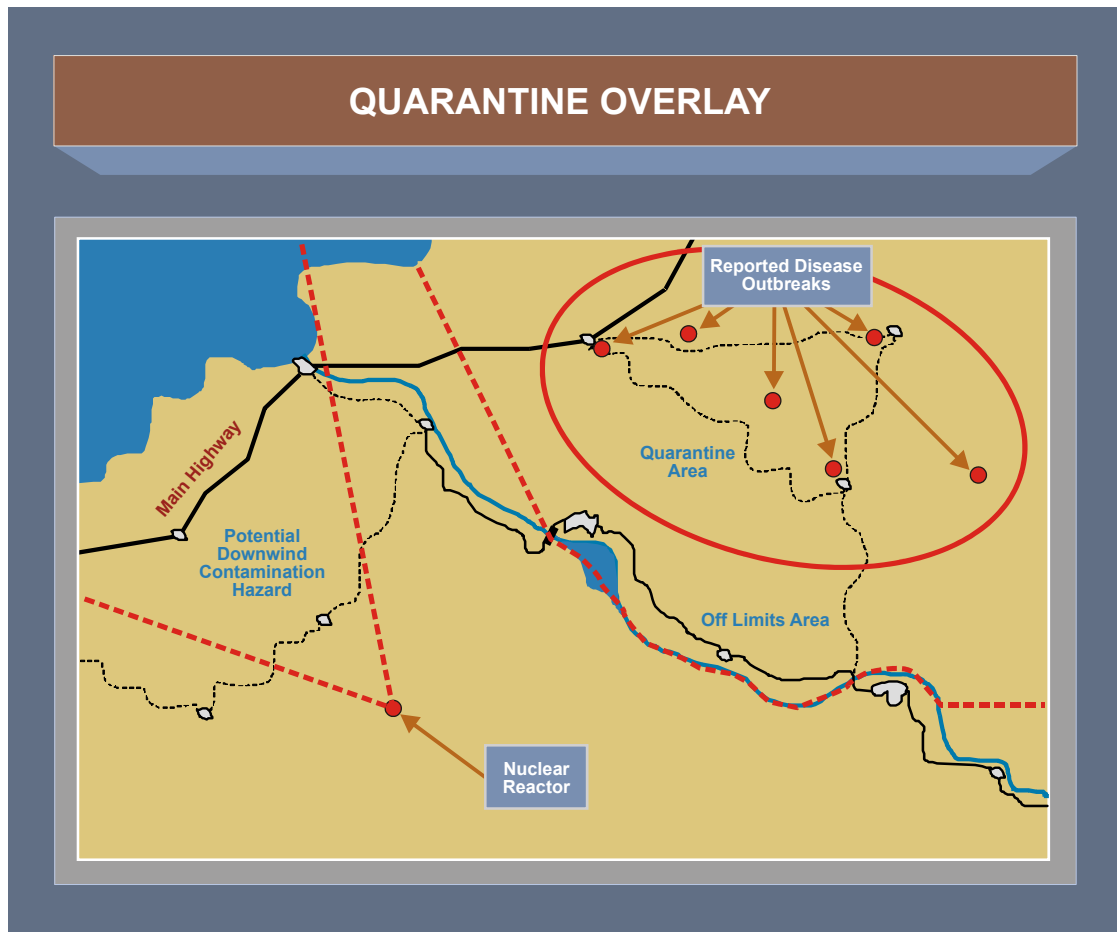 QUARANTINE OVERLAY
Reported Disease
Outbreaks
Main Highway
Quarantine
Area
Potential
Downwind
Contamination
Hazard
Off Limits Area
Nuclear
Reactor